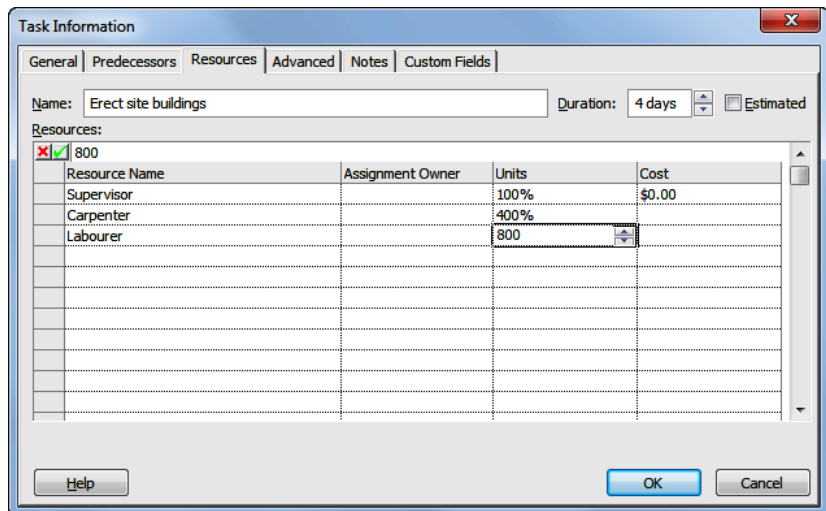 Task Information
General Predecessors Resources Advanced Notes Custom Fields
Name: Erect site buildings Duration: 4 days Estimated
Resources:
800
Resource Name Assignment Owner Units Cost
Supervisor 100% $0.00
Carpenter 400%
Labourer 800
Help OK Cancel